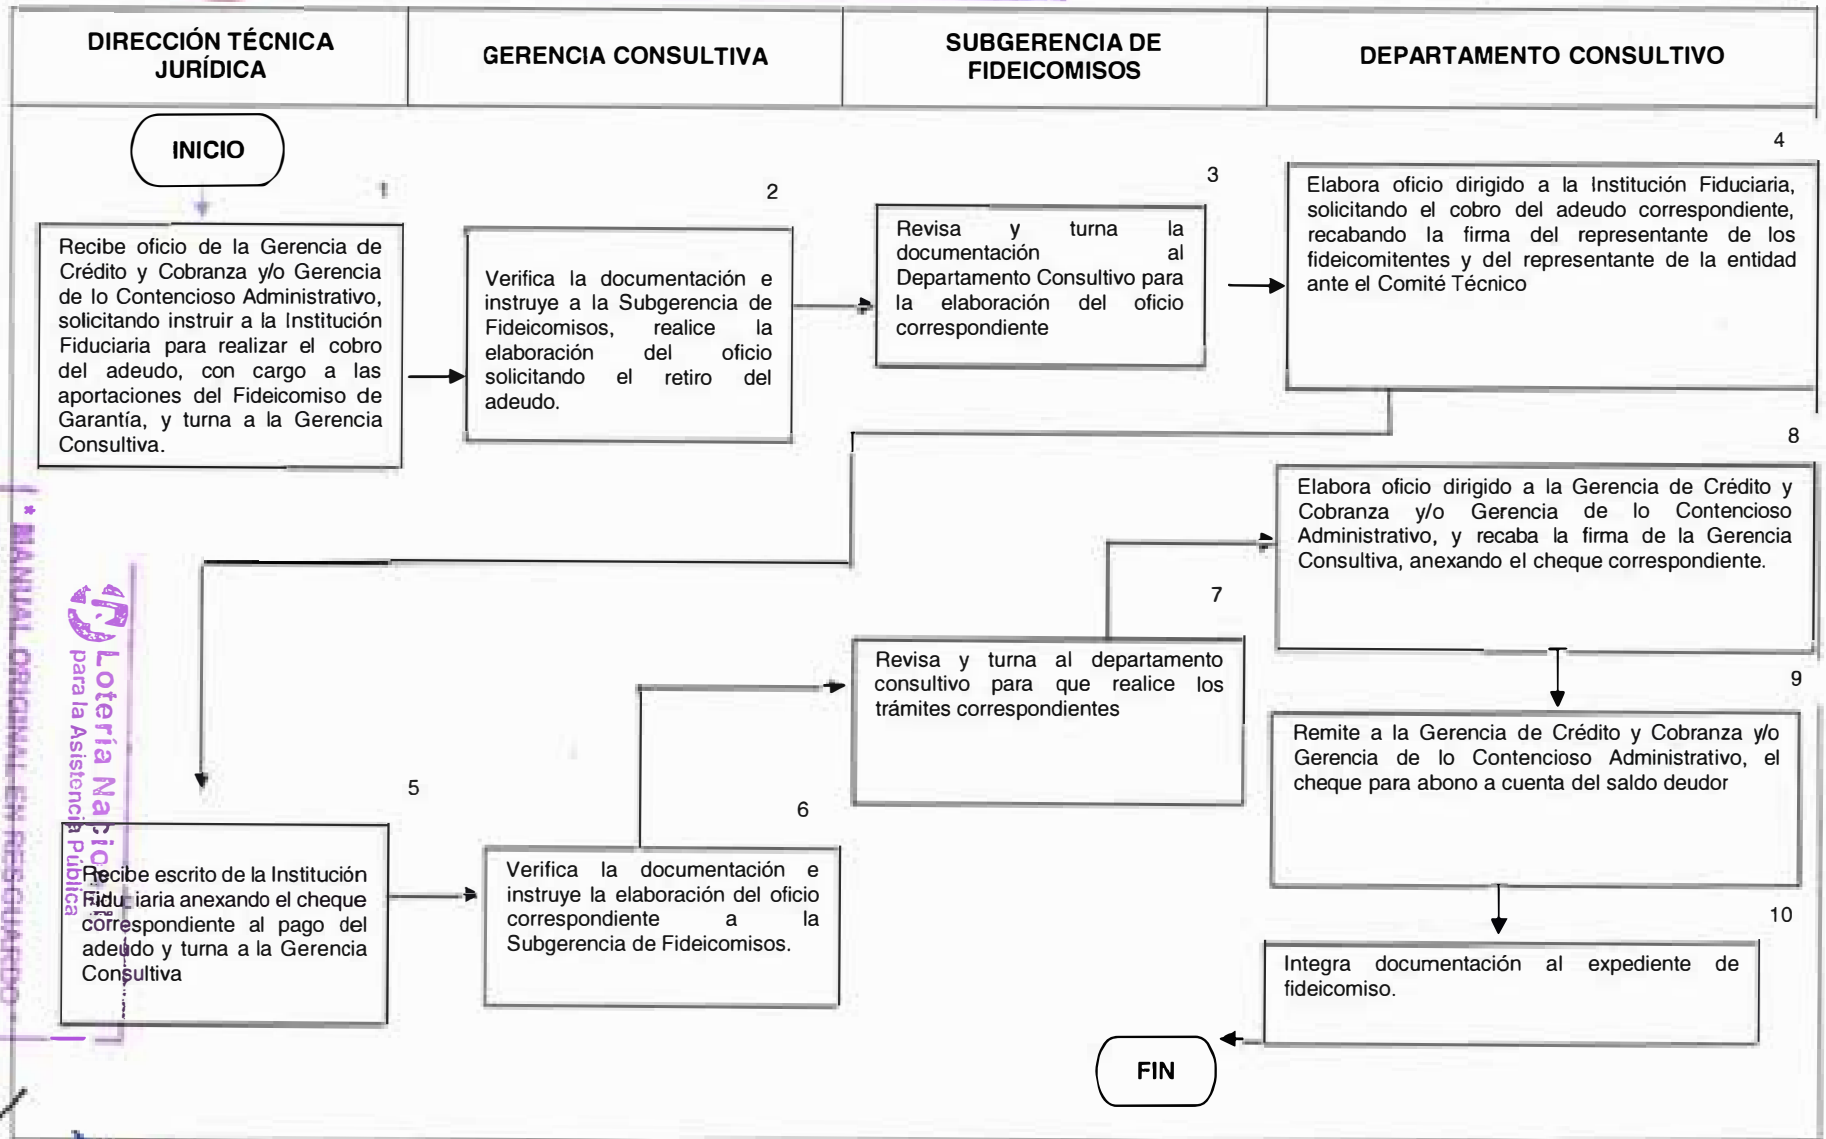 DIRECCIÓN TÉCNICA
JURÍDICA
GERENCIA CONSULTIVA
SUBGERENCIA DE
FIDEICOMISOS
DEPARTAMENTO CONSULTIVO
INICIO
1
Recibe oficio de la Gerencia de
Crédito y Cobranza y/o Gerencia
de lo Contencioso Administrativo,
solicitando instruir a la Institución
Fiduciaria para realizar el cobro
del adeudo, con cargo a las
aportaciones del Fideicomiso de
Garantía, y turna a la Gerencia
Consultiva.
2
Verifica la documentación e
instruye a la Subgerencia de
Fideicomisos, realice la
elaboración del oficio
solicitando el retiro del
adeudo.
3
Revisa y turna la
documentación al
Departamento Consultivo para
la elaboración del oficio
correspondiente
4
Elabora oficio dirigido a la Institución Fiduciaria,
solicitando el cobro del adeudo correspondiente,
recabando la firma del representante de los
fideicomitentes y del representante de la entidad
ante el Comité Técnico
5
Recibe escrito de la Institución
Fiduciaria anexando el cheque
correspondiente al pago del
adeudo y turna a la Gerencia
Consultiva
6
Verifica la documentación e
instruye la elaboración del oficio
correspondiente a la
Subgerencia de Fideicomisos.
7
Revisa y turna al departamento
consultivo para que realice los
trámites correspondientes
8
Elabora oficio dirigido a la Gerencia de Crédito y
Cobranza y/o Gerencia de lo Contencioso
Administrativo, y recaba la firma de la Gerencia
Consultiva, anexando el cheque correspondiente.
9
Remite a la Gerencia de Crédito y Cobranza y/o
Gerencia de lo Contencioso Administrativo, el
cheque para abono a cuenta del saldo deudor
10
Integra documentación al expediente de
fideicomiso.
FIN
Lotería Nacional
para la Asistencia Pública
* MANUAL ORIGINAL EN RESGUARDO